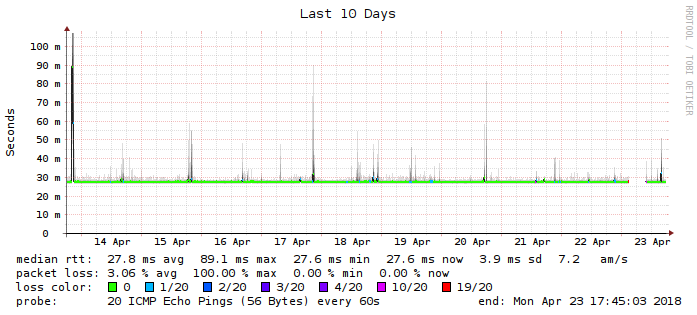 Last 10 Days
RRDTOOL / TOBI OETIKER
Seconds
100 m
90 m
80 m
70 m
60 m
50 m
40 m
30 m
20 m
10 m
0
14 Apr 15 Apr 16 Apr 17 Apr 18 Apr 19 Apr 20 Apr 21 Apr 22 Apr 23 Apr
median rtt: 27.8 ms avg 89.1 ms max 27.6 ms min 27.6 ms now 3.9 ms sd 7.2 am/s
packet loss: 3.06 % avg 100.00 % max 0.00 % min 0.00 % now
loss color: 0 1/20 2/20 3/20 4/20 10/20 19/20
probe: 20 ICMP Echo Pings (56 Bytes) every 60s end: Mon Apr 23 17:45:03 2018